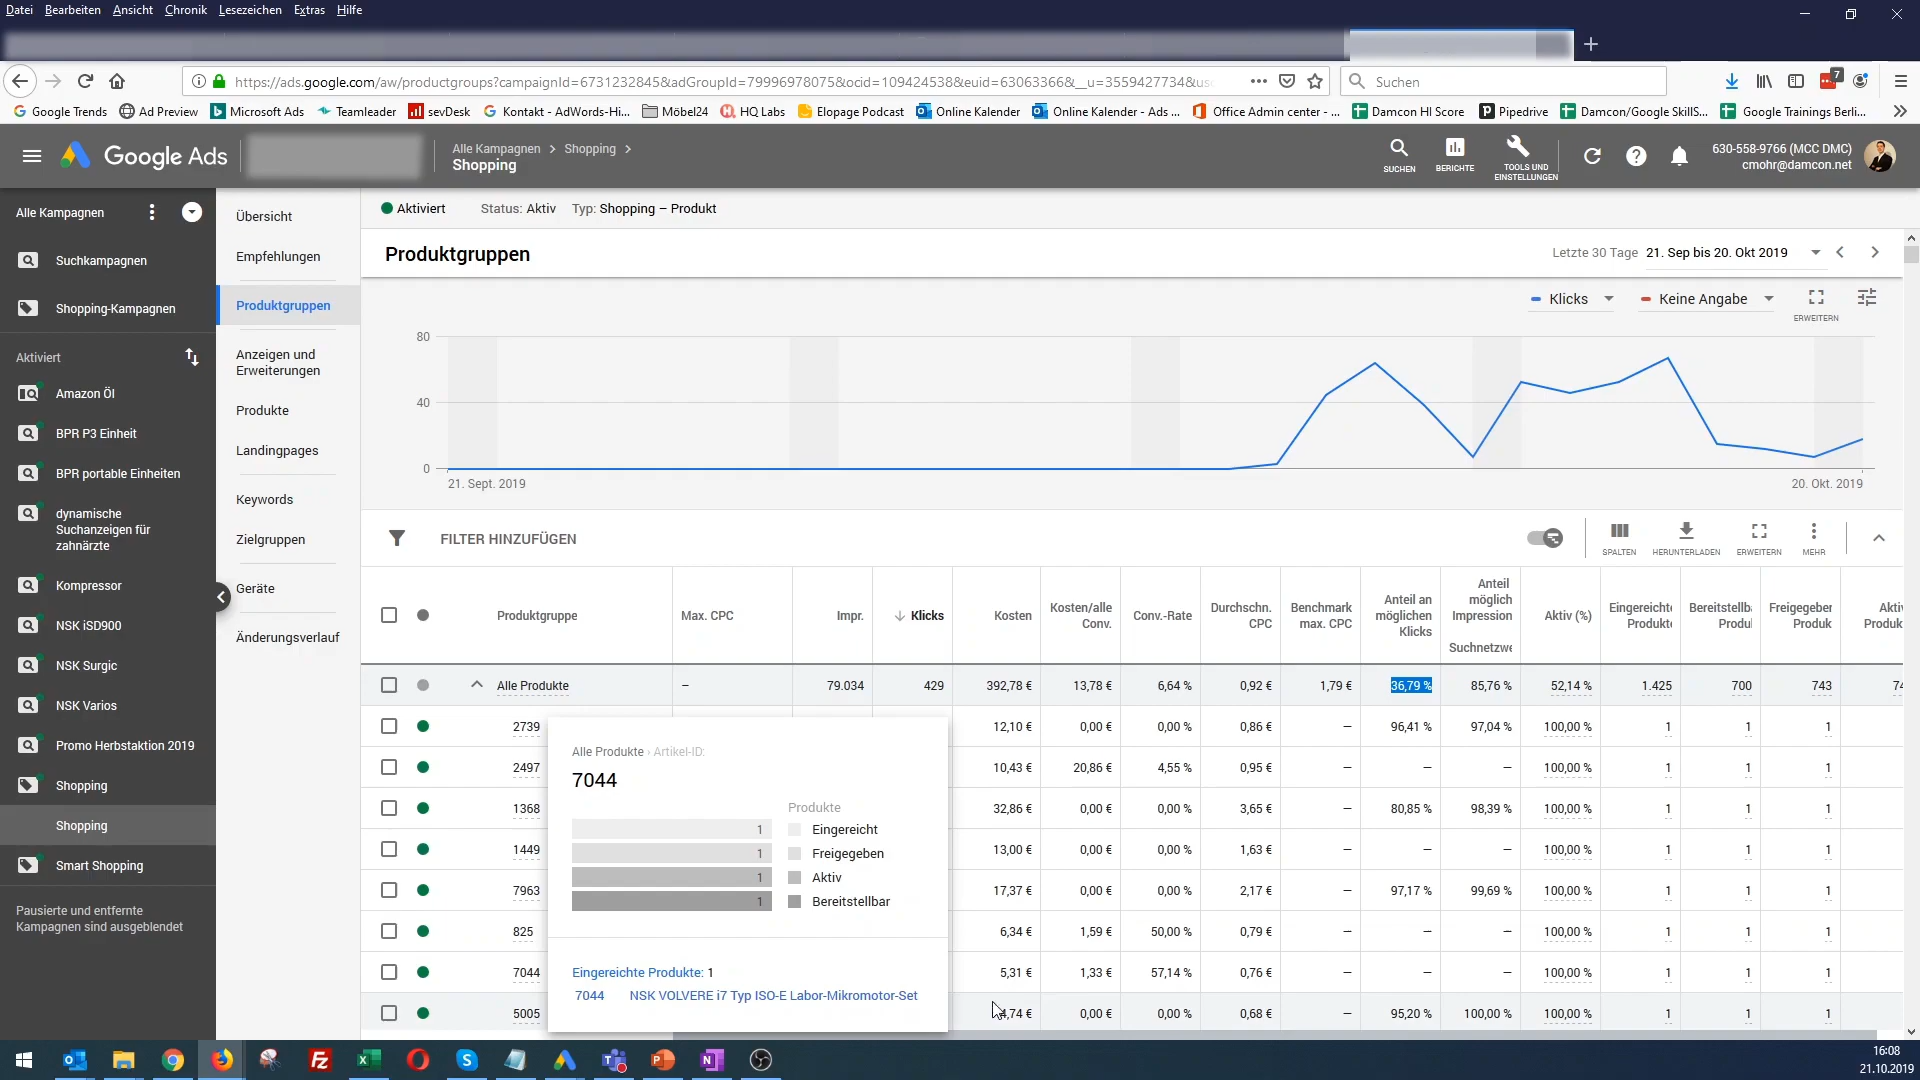 Datei Bearbeiten Ansicht Chronik Lesezeichen Extras Hilfe
https://ads.google.com/aw/productgroups?campaignId=6731232845&adGroupId=79996978075&ocid=109424538&euid=63063366&__u=3559427734&us
Suchen
7
Google Trends Ad Preview Microsoft Ads Teamleader sevDesk Kontakt - AdWords-Hi... Möbel24 HQ Labs Elopage Podcast Online Kalender Online Kalender - Ads ... Office Admin center - ... Damcon HI Score Pipedrive Damcon/Google SkillS... Google Trainings Berli...
Google Ads
Alle Kampagnen > Shopping >
Shopping
SUCHEN
BERICHTE
TOOLS UND
EINSTELLUNGEN
630-558-9766 (MCC DMC)
cmohr@damcon.net
Alle Kampagnen
Suchkampagnen
Shopping-Kampagnen
Aktiviert
Amazon Öl
BPR P3 Einheit
BPR portable Einheiten
dynamische
Suchanzeigen für
zahnärzte
Kompressor
NSK iSD900
NSK Surgic
NSK Varios
Promo Herbstaktion 2019
Shopping
Shopping
Smart Shopping
Pausierte und entfernte
Kampagnen sind ausgeblendet
Übersicht
Empfehlungen
Produktgruppen
Anzeigen und
Erweiterungen
Produkte
Landingpages
Keywords
Zielgruppen
Geräte
Änderungsverlauf
Aktiviert Status: Aktiv Typ: Shopping – Produkt
Produktgruppen
Letzte 30 Tage 21. Sep bis 20. Okt 2019
Klicks
Keine Angabe
ERWEITERN
80
40
0
21. Sept. 2019
20. Okt. 2019
FILTER HINZUFÜGEN
SPALTEN
HERUNTERLADEN
ERWEITERN
MEHR
Produktgruppe
Max. CPC
Impr.
Klicks
Kosten
Kosten/alle
Conv.
Conv.-Rate
Durchschn.
CPC
Benchmark
max. CPC
Anteil an
möglichen
Klicks
Anteil
möglich
Impression
Suchnetzwe
Aktiv (%)
Eingereichte
Produkte
Bereitstellba
Produl
Freigegeber
Produk
Aktiv
Produk
Alle Produkte – 79.034 429 392,78 € 13,78 € 6,64 % 0,92 € 1,79 € 36,79 % 85,76 % 52,14 % 1.425 700 743 74
2739 12,10 € 0,00 € 0,00 % 0,86 € — 96,41 % 97,04 % 100,00 % 1 1 1
2497 10,43 € 20,86 € 4,55 % 0,95 € — — — 100,00 % 1 1 1
1368 32,86 € 0,00 € 0,00 % 3,65 € — 80,85 % 98,39 % 100,00 % 1 1 1
1449 13,00 € 0,00 € 0,00 % 1,63 € — — — 100,00 % 1 1 1
7963 17,37 € 0,00 € 0,00 % 2,17 € — 97,17 % 99,69 % 100,00 % 1 1 1
825 6,34 € 1,59 € 50,00 % 0,79 € — — — 100,00 % 1 1 1
7044 5,31 € 1,33 € 57,14 % 0,76 € — — — 100,00 % 1 1 1
5005 4,74 € 0,00 € 0,00 % 0,68 € — 95,20 % 100,00 % 100,00 % 1 1 1
Alle Produkte › Artikel-ID:
7044
Produkte
1 Eingereicht
1 Freigegeben
1 Aktiv
1 Bereitstellbar
Eingereichte Produkte: 1
7044 NSK VOLVERE i7 Typ ISO-E Labor-Mikromotor-Set
16:08
21.10.2019